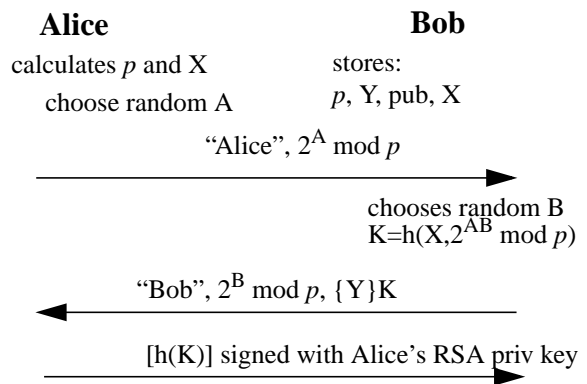 Alice
Bob
calculates p and X
stores:
choose random A
p, Y, pub, X
“Alice”, 2^A mod p
chooses random B
K=h(X,2^AB mod p)
“Bob”, 2^B mod p, {Y}K
[h(K)] signed with Alice’s RSA priv key